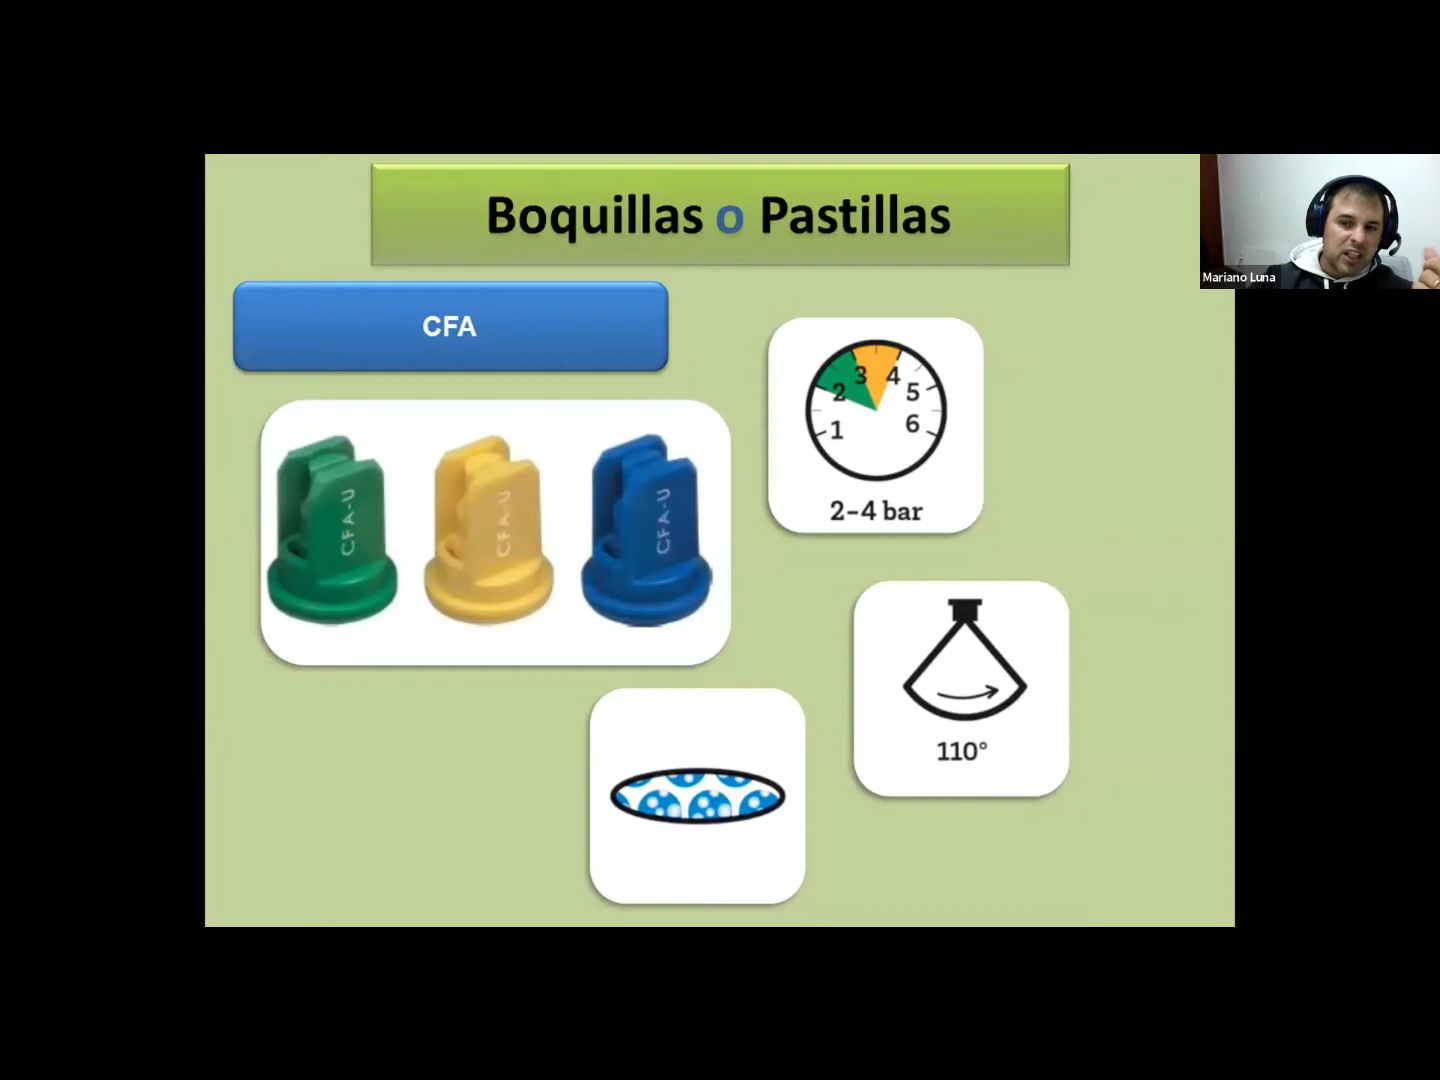 Boquillas o Pastillas
Mariano Luna
CFA
1
2
3
4
5
6
2-4 bar
CFA-U
CFA-U
CFA-U
110°